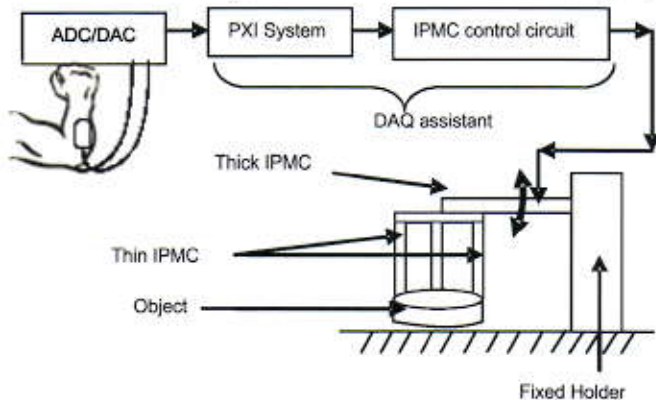 ADC/DAC
PXI System
IPMC control circuit
DAQ assistant
Thick IPMC
Thin IPMC
Object
Fixed Holder